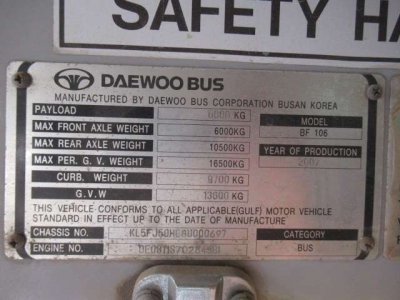 SAFETY HA
DAEWOO BUS
MANUFACTURED BY DAEWOO BUS CORPORATION BUSAN KOREA
PAYLOAD KG
MAX FRONT AXLE WEIGHT 6000KG
MAX REAR AXLE WEIGHT 10500KG
MAX PER. G. V. WEIGHT 16500KG
CURB. WEIGHT 9700 KG
G.V.W 13000KG
MODEL
BF 106
YEAR OF PRODUCTION
2007
THIS VEHICLE CONFORMS TO ALL APPLICABLE(GULF) MOTOR VEHICLE
STANDARD IN EFFECT UP TO THE DATE OF MANUFACTURE
CHASSIS NO.
ENGINE NO.
CATEGORY
BUS